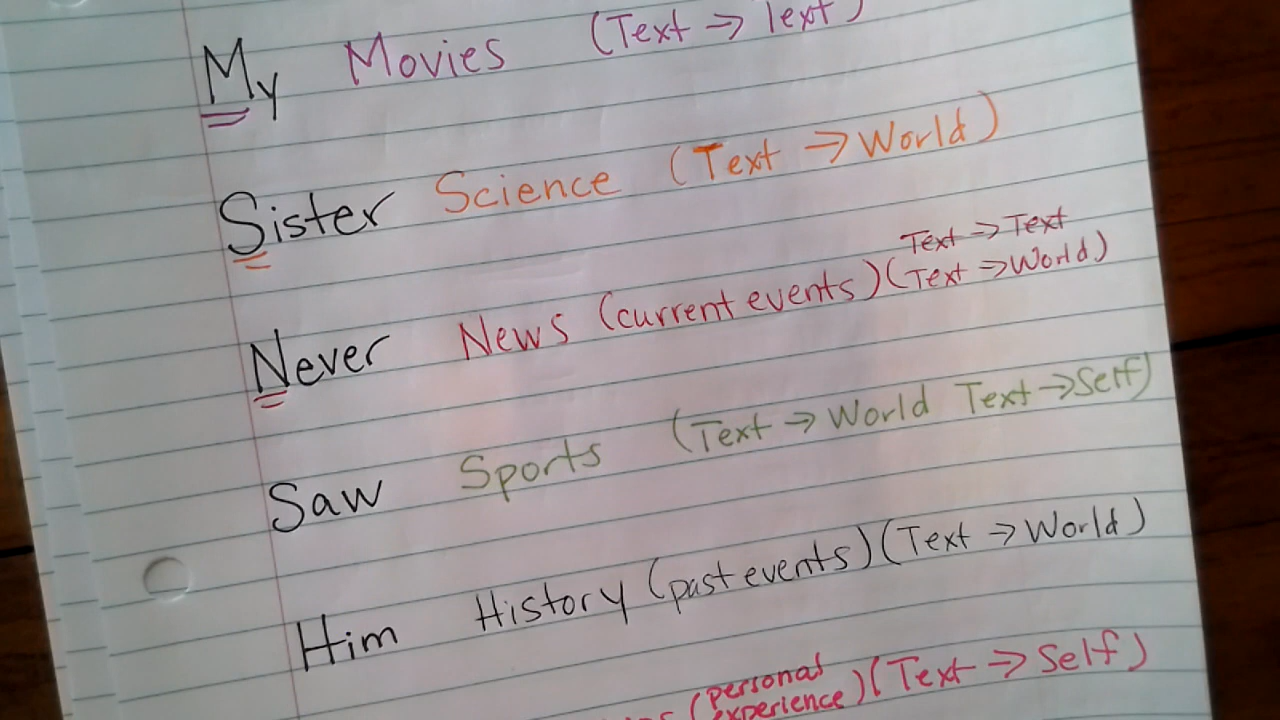 My Movies (Text → Text)
Sister Science (Text → World)
Text → Text
Never News (current events) (Text → World)
Saw Sports (Text → World Text → Self)
Him History (past events) (Text → World)
(personal experience) (Text → Self)